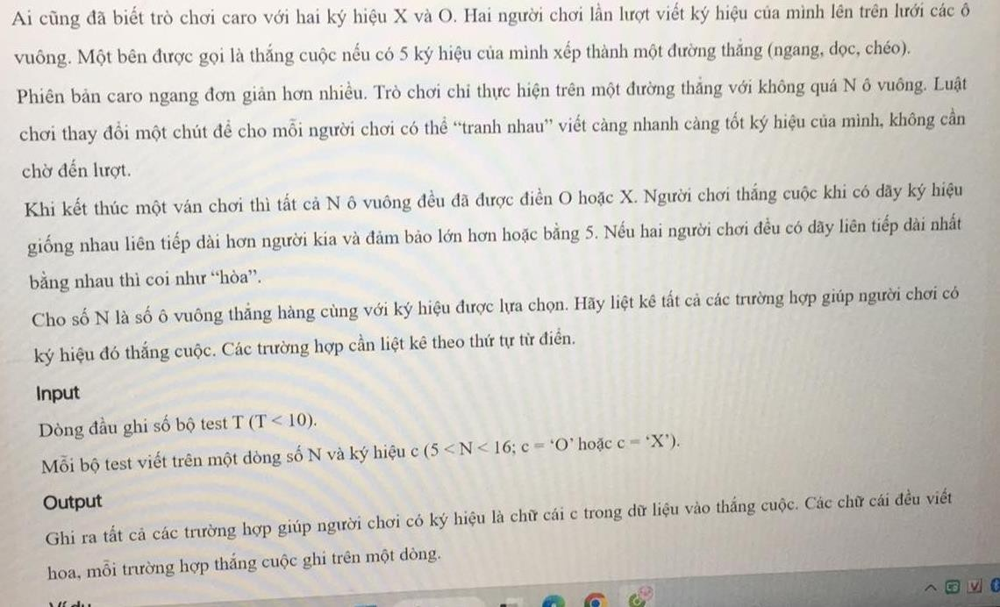 Ai cũng đã biết trò chơi caro với hai ký hiệu X và O. Hai người chơi lần lượt viết ký hiệu của mình lên trên lưới các ô
vuông. Một bên được gọi là thắng cuộc nếu có 5 ký hiệu của mình xếp thành một đường thẳng (ngang, dọc, chéo).
Phiên bản caro ngang đơn giản hơn nhiều. Trò chơi chỉ thực hiện trên một đường thẳng với không quá N ô vuông. Luật
chơi thay đổi một chút để cho mỗi người chơi có thể “tranh nhau” viết càng nhanh càng tốt ký hiệu của mình, không cần
chờ đến lượt.
Khi kết thúc một ván chơi thì tất cả N ô vuông đều đã được điền O hoặc X. Người chơi thắng cuộc khi có dãy ký hiệu
giống nhau liên tiếp dài hơn người kia và đảm bảo lớn hơn hoặc bằng 5. Nếu hai người chơi đều có dãy liên tiếp dài nhất
bằng nhau thì coi như “hòa”.
Cho số N là số ô vuông thẳng hàng cùng với ký hiệu được lựa chọn. Hãy liệt kê tất cả các trường hợp giúp người chơi có
ký hiệu đó thắng cuộc. Các trường hợp cần liệt kê theo thứ tự từ điển.
Input
Dòng đầu ghi số bộ test T (T < 10).
Mỗi bộ test viết trên một dòng số N và ký hiệu c (5 < N < 16; c = ‘O’ hoặc c = ‘X’).
Output
Ghi ra tất cả các trường hợp giúp người chơi có ký hiệu là chữ cái c trong dữ liệu vào thắng cuộc. Các chữ cái đều viết
hoa, mỗi trường hợp thắng cuộc ghi trên một dòng.